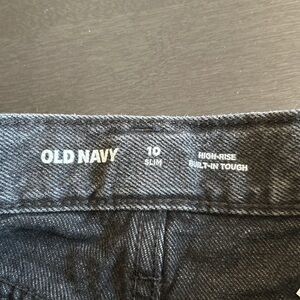 OLD NAVY
10
SLIM
HIGH-RISE
BUILT-IN TOUGH